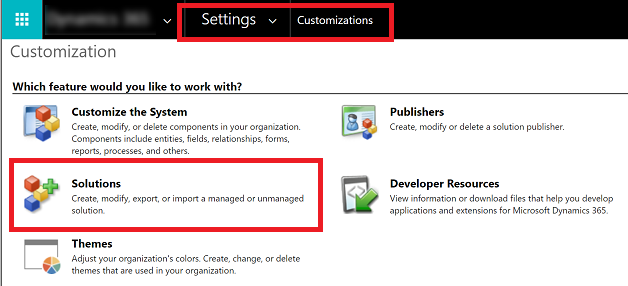 Settings Customizations
Customization
Which feature would you like to work with?
Customize the System
Create, modify, or delete components in your organization.
Components include entities, fields, relationships, forms,
reports, processes, and others.
Publishers
Create, modify or delete a solution publisher.
Solutions
Create, modify, export, or import a managed or unmanaged
solution.
Developer Resources
View information or download files that help you develop
applications and extensions for Microsoft Dynamics 365.
Themes
Adjust your organization's colors. Create, change, or delete
themes that are used in your organization.